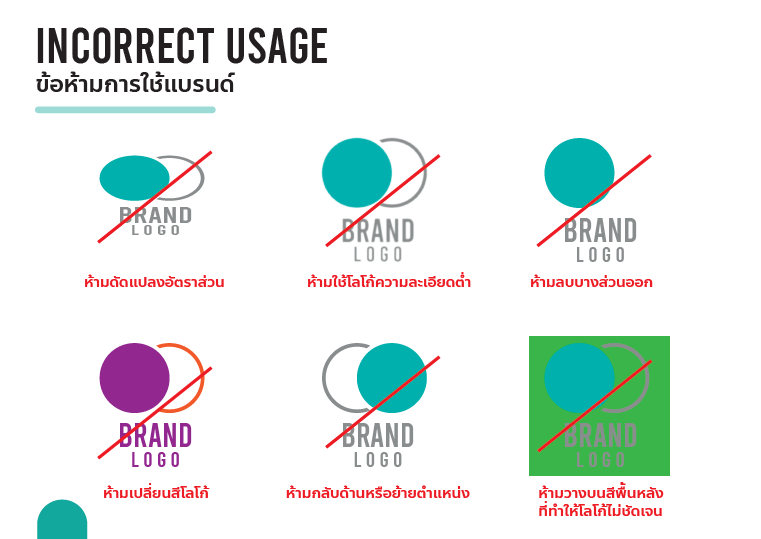 INCORRECT USAGE
ข้อห้ามการใช้แบรนด์
BRAND
LOGO
ห้ามดัดแปลงอัตราส่วน
BRAND
LOGO
ห้ามใช้โลโก้ความละเอียดต่ำ
BRAND
LOGO
ห้ามลบบางส่วนออก
BRAND
LOGO
ห้ามเปลี่ยนสีโลโก้
BRAND
LOGO
ห้ามกลับด้านหรือย้ายตำแหน่ง
BRAND
LOGO
ห้ามวางบนสีพื้นหลัง
ที่ทำให้โลโก้ไม่ชัดเจน